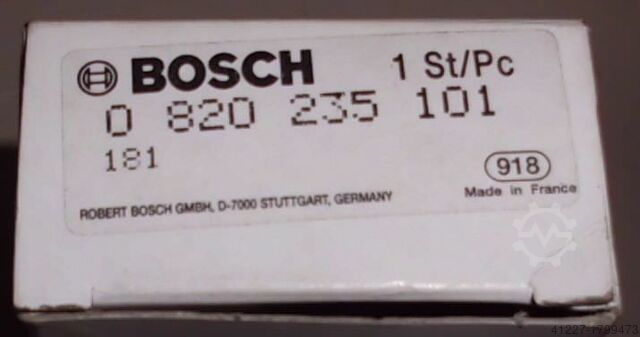 BOSCH 1 St/Pc
0 820 235 101
181
918
Made in France
ROBERT BOSCH GMBH, D-7000 STUTTGART, GERMANY
41227-r799473